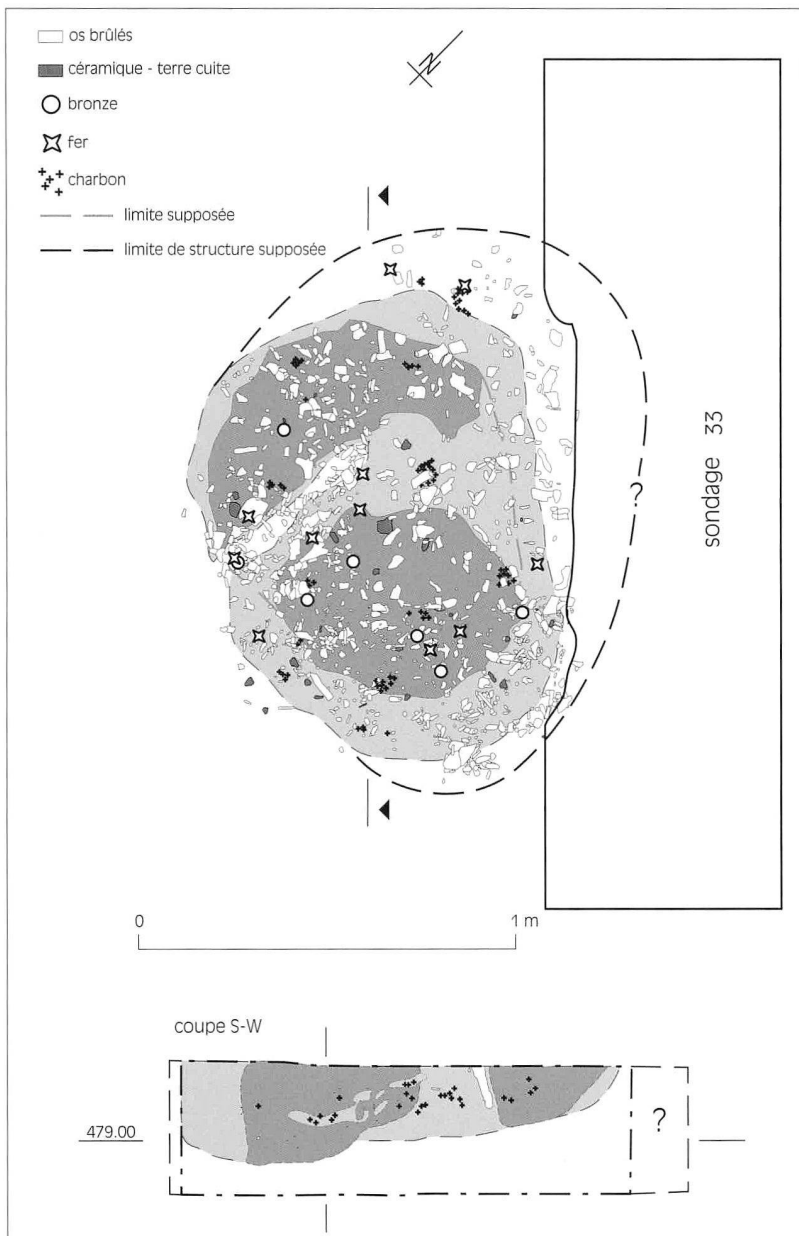 os brûlés
céramique - terre cuite
bronze
fer
charbon
limite supposée
limite de structure supposée
N
?
sondage 33
0 1 m
coupe S-W
479.00
?